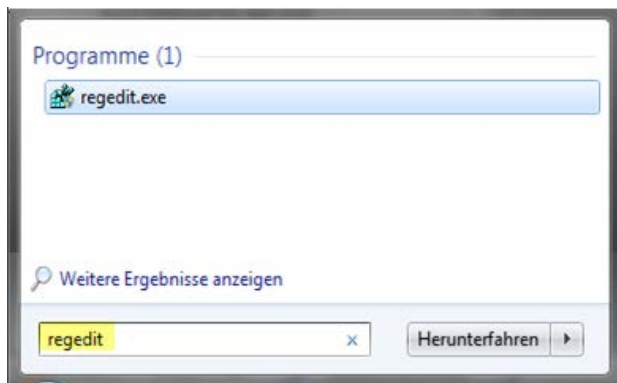 Programme (1)
regedit.exe
Weitere Ergebnisse anzeigen
regedit
Herunterfahren